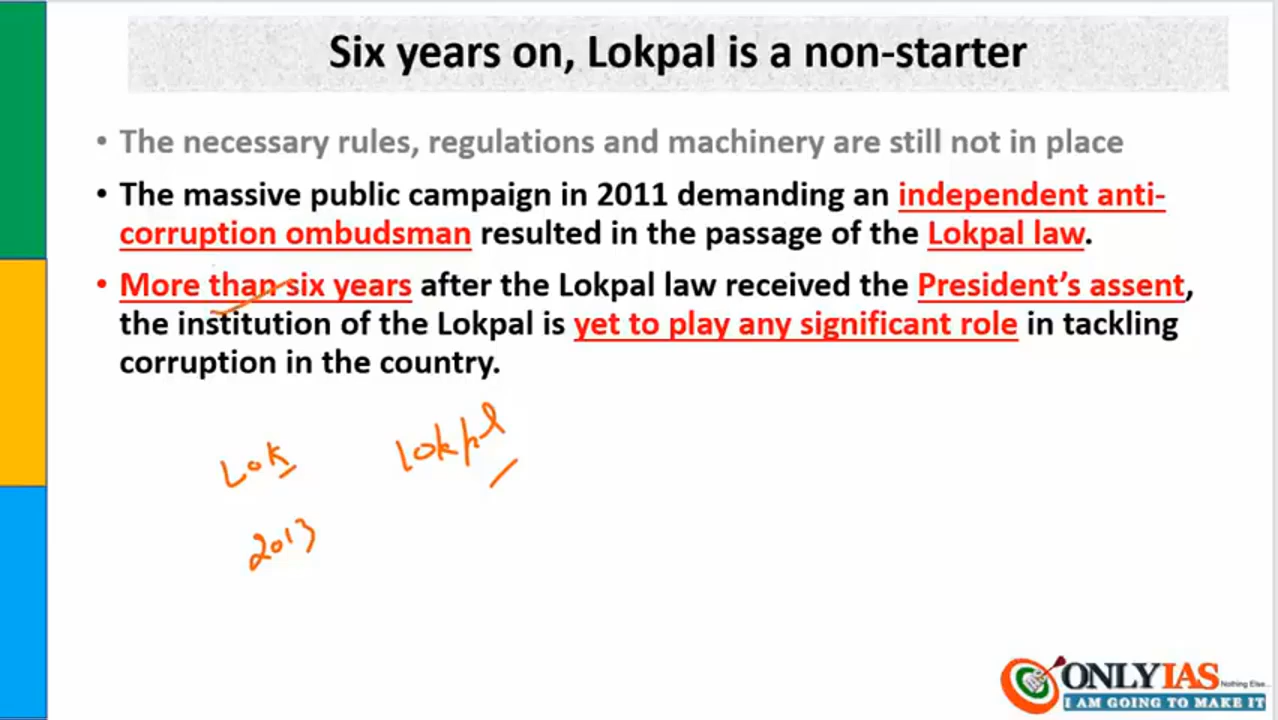 Six years on, Lokpal is a non-starter
• The necessary rules, regulations and machinery are still not in place
• The massive public campaign in 2011 demanding an independent anti-
corruption ombudsman resulted in the passage of the Lokpal law.
• More than six years after the Lokpal law received the President's assent,
the institution of the Lokpal is yet to play any significant role in tackling
corruption in the country.
Lok Lokpl
2013
ONLYIAS
Nothing Else...
I AM GOING TO MAKE IT